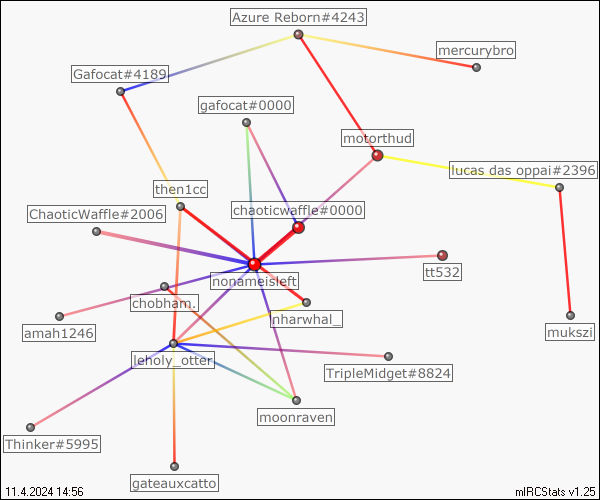 Azure Reborn#4243
mercurybro
Gafocat#4189
gafocat#0000
motorthud
lucas das oppai#2396
then1cc
ChaoticWaffle#2006
chaoticwaffle#0000
nonameisleft
tt532
chobham.
nharwhal_
amah1246
mukszi
leholy_otter
TripleMidget#8824
moonraven
Thinker#5995
gateauxcatto
11.4.2024 14:56
mIRCStats v1.25